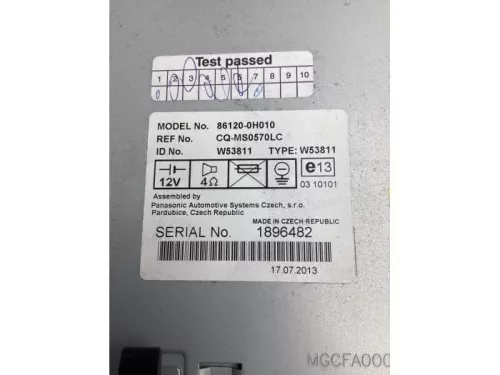 Test passed
1 2 3 4 5 6 7 8 9 10
MODEL No. 86120-0H010
REF No. CQ-MS0570LC
ID No. W53811 TYPE: W53811
12V 4Ω e13
03 10101
Assembled by
Panasonic Automotive Systems Czech, s.r.o.
Pardubice, Czech Republic
MADE IN CZECH REPUBLIC
SERIAL No. 1896482
17.07.2013
MGCFA000